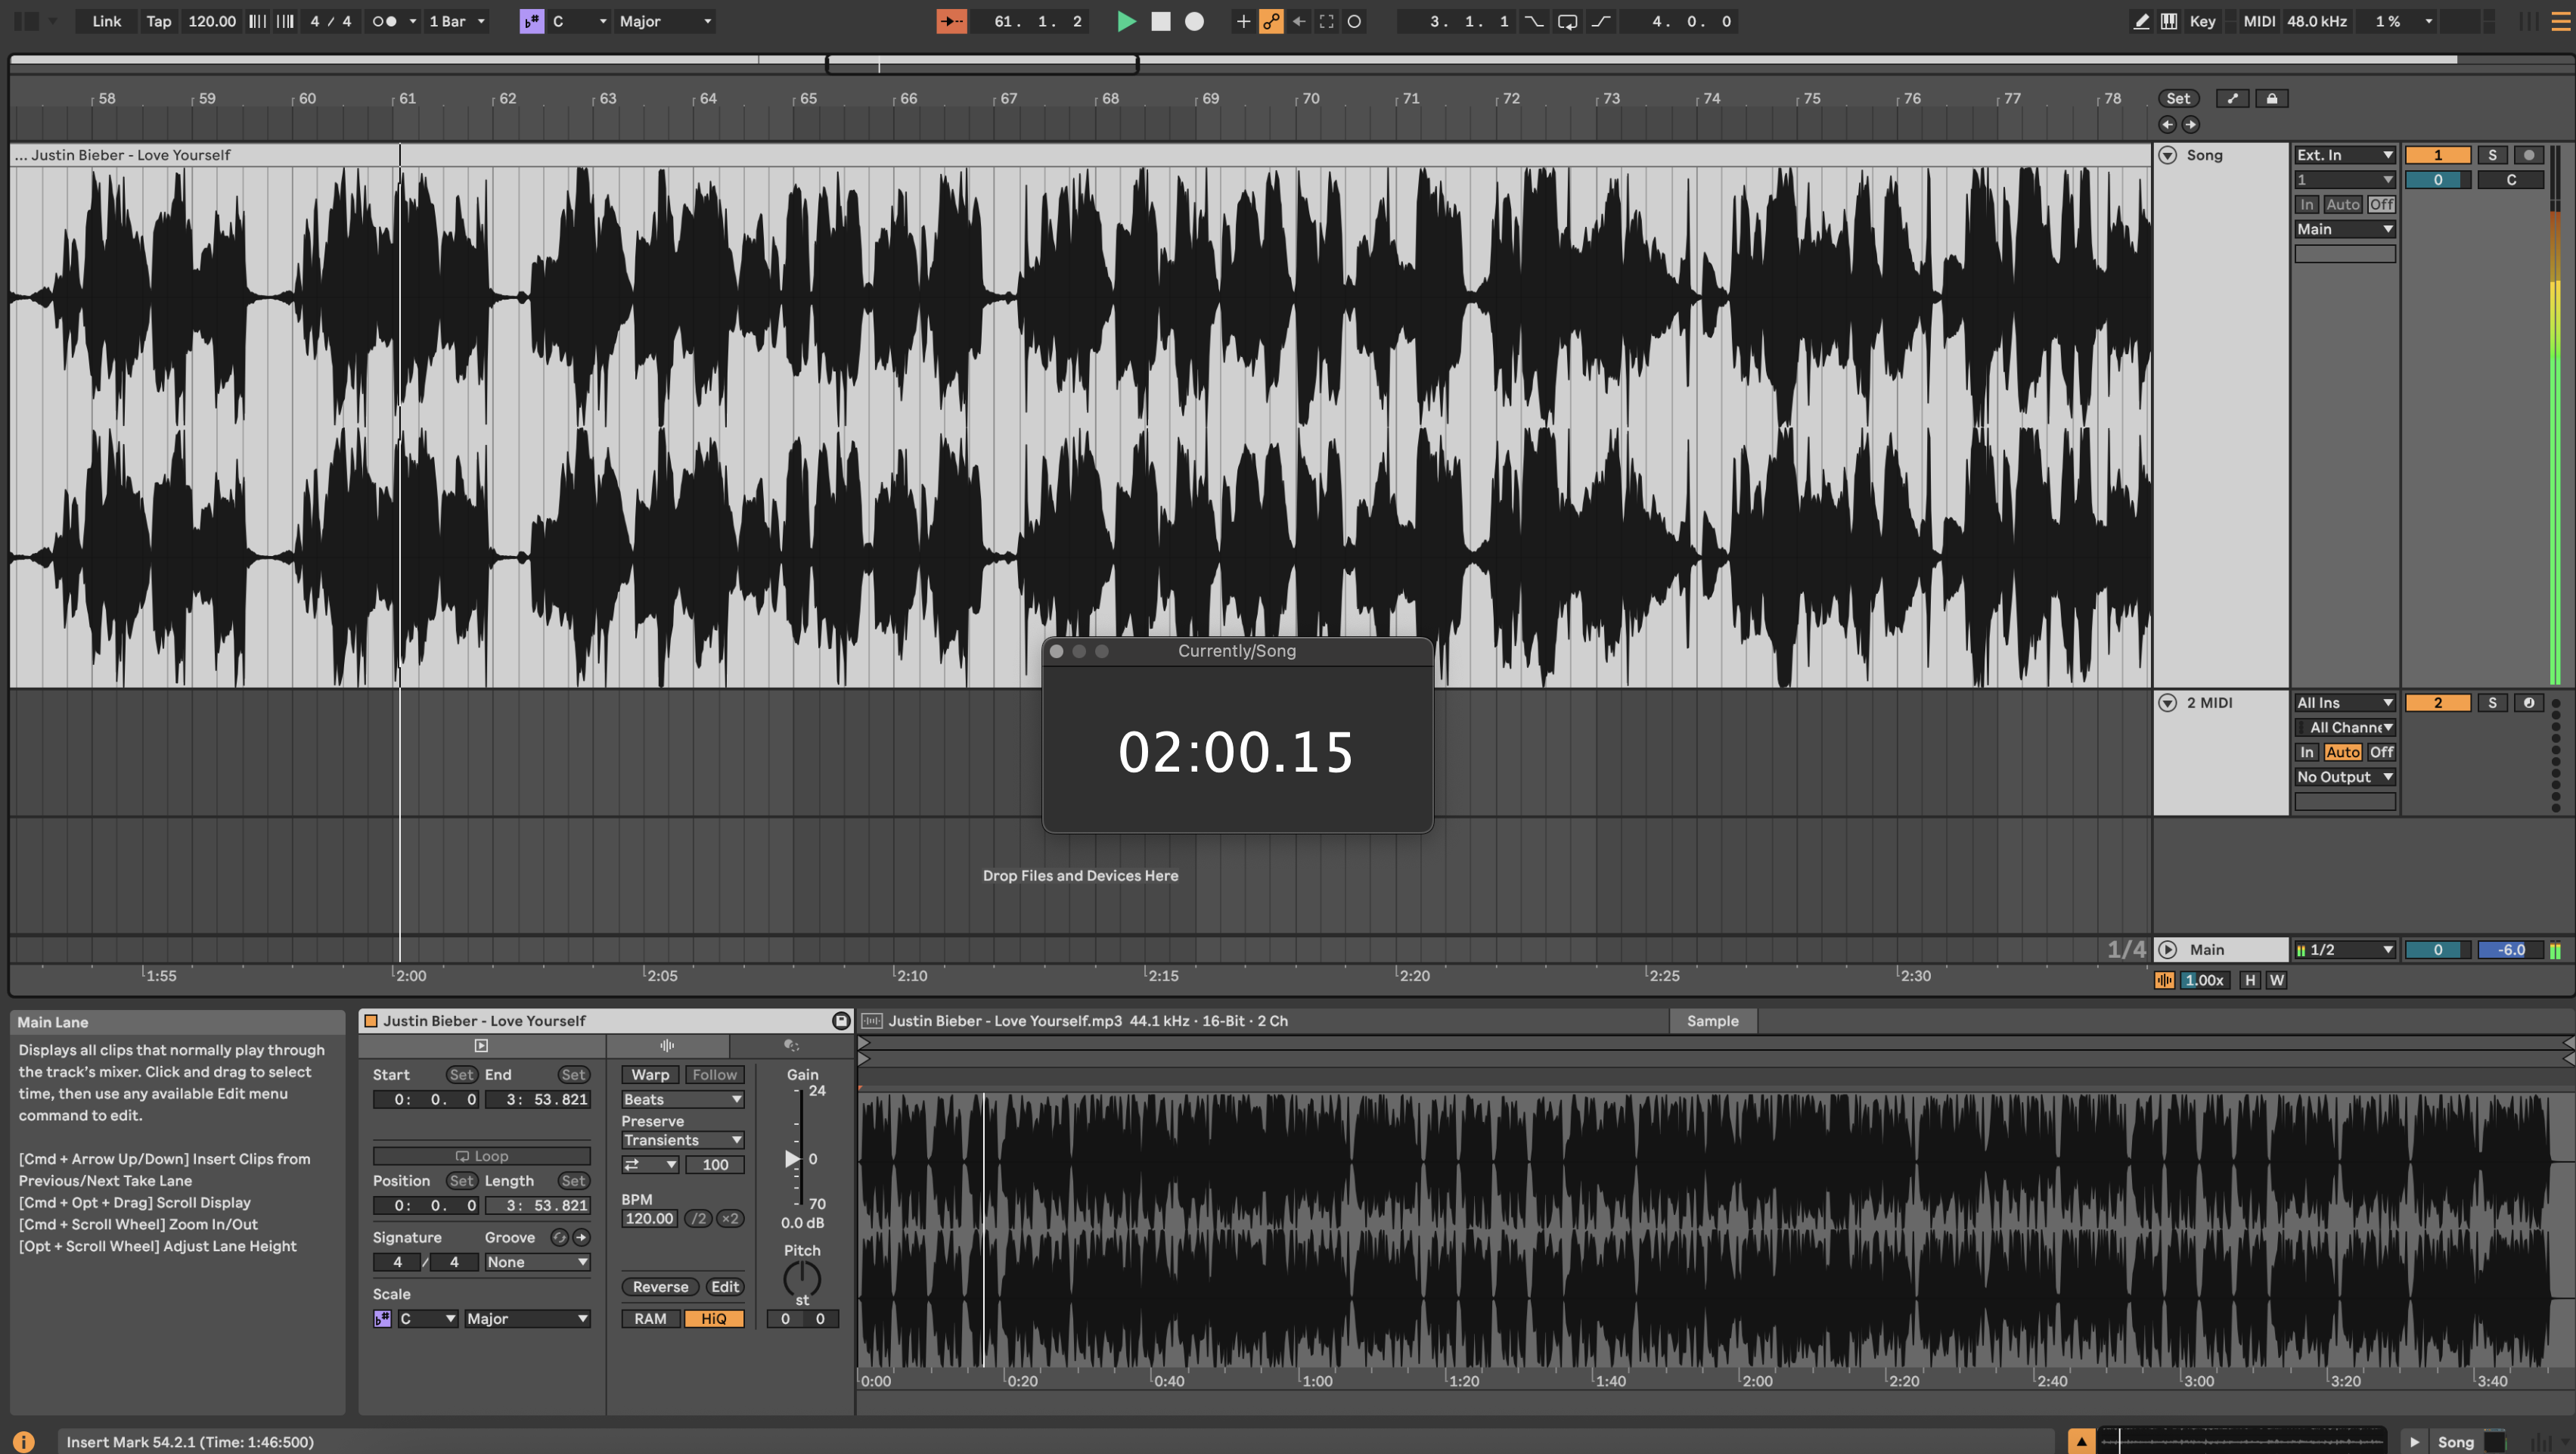 Link Tap 120.00 4 / 4 1 Bar C Major 61. 1. 2 3. 1. 1 4. 0. 0 Key MIDI 48.0 kHz 1 %
58 59 60 61 62 63 64 65 66 67 68 69 70 71 72 73 74 75 76 77 78 Set
... Justin Bieber - Love Yourself
Song Ext. In 1 S
1 0 C
In Auto Off
Main
Currently/Song
02:00.15
2 MIDI All Ins 2 S
All Channe
In Auto Off
No Output
Drop Files and Devices Here
1/4 Main 1/2 0 -6.0
1:55 2:00 2:05 2:10 2:15 2:20 2:25 2:30 1.00x H W
Main Lane
Displays all clips that normally play through
the track's mixer. Click and drag to select
time, then use any available Edit menu
command to edit.
[Cmd + Arrow Up/Down] Insert Clips from
Previous/Next Take Lane
[Cmd + Opt + Drag] Scroll Display
[Cmd + Scroll Wheel] Zoom In/Out
[Opt + Scroll Wheel] Adjust Lane Height
Justin Bieber - Love Yourself
Start Set End Set
0: 0. 0 3: 53.821
Loop
Position Set Length Set
0: 0. 0 3: 53.821
Signature Groove
4 / 4 None
Scale
C Major
Warp Follow
Beats
Preserve
Transients
100
BPM
120.00 /2 ×2
Reverse Edit
RAM HiQ
Gain
24
0
70
0.0 dB
Pitch
st
0 0
Justin Bieber - Love Yourself.mp3 44.1 kHz · 16-Bit · 2 Ch Sample
0:00 0:20 0:40 1:00 1:20 1:40 2:00 2:20 2:40 3:00 3:20 3:40
Insert Mark 54.2.1 (Time: 1:46:500) Song